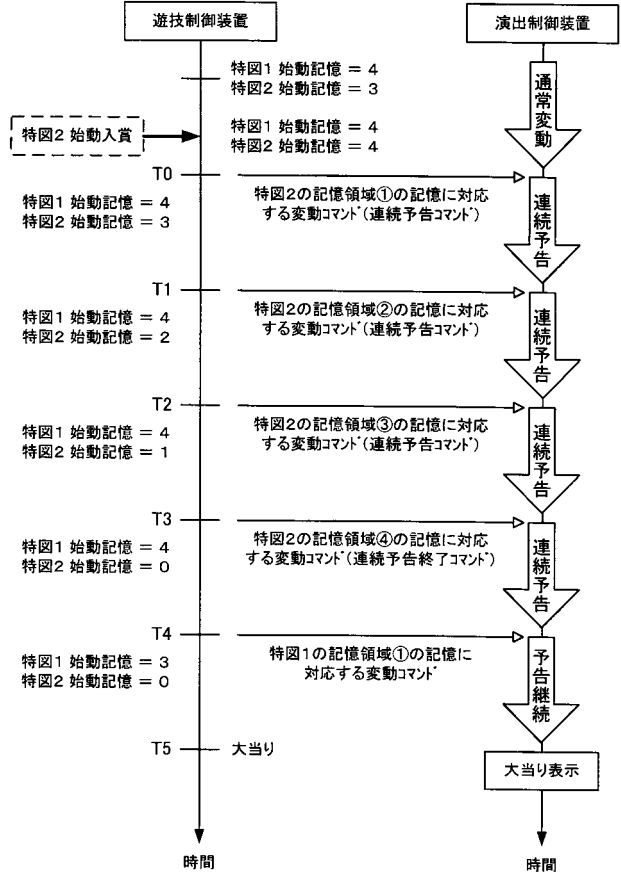 遊技制御装置
演出制御装置
特図1 始動記憶 = 4
特図2 始動記憶 = 3
通常変動
特図2 始動入賞
特図1 始動記憶 = 4
特図2 始動記憶 = 4
T0
特図1 始動記憶 = 4
特図2 始動記憶 = 3
特図2の記憶領域①の記憶に対応
する変動コマンド(連続予告コマンド)
連続予告
T1
特図1 始動記憶 = 4
特図2 始動記憶 = 2
特図2の記憶領域②の記憶に対応
する変動コマンド(連続予告コマンド)
連続予告
T2
特図1 始動記憶 = 4
特図2 始動記憶 = 1
特図2の記憶領域③の記憶に対応
する変動コマンド(連続予告コマンド)
連続予告
T3
特図1 始動記憶 = 4
特図2 始動記憶 = 0
特図2の記憶領域④の記憶に対応
する変動コマンド(連続予告終了コマンド)
連続予告
T4
特図1 始動記憶 = 3
特図2 始動記憶 = 0
特図1の記憶領域①の記憶に
対応する変動コマンド
予告継続
T5
大当り
大当り表示
時間
時間